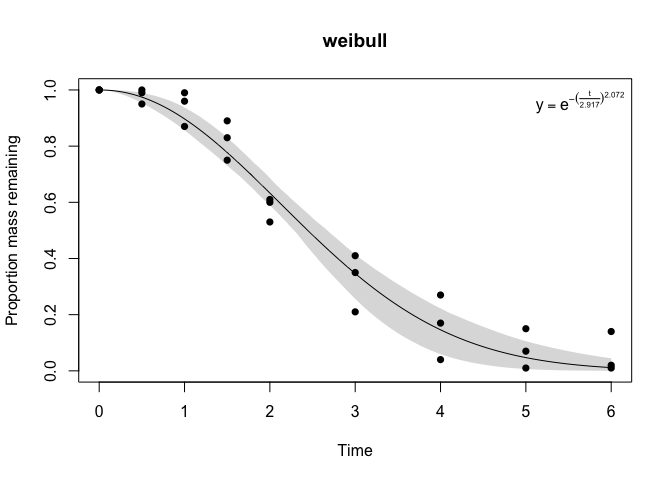 weibull
y = e^{-(\frac{t}{2.917})^{2.072}}
Proportion mass remaining
1.0
0.8
0.6
0.4
0.2
0.0
0 1 2 3 4 5 6
Time